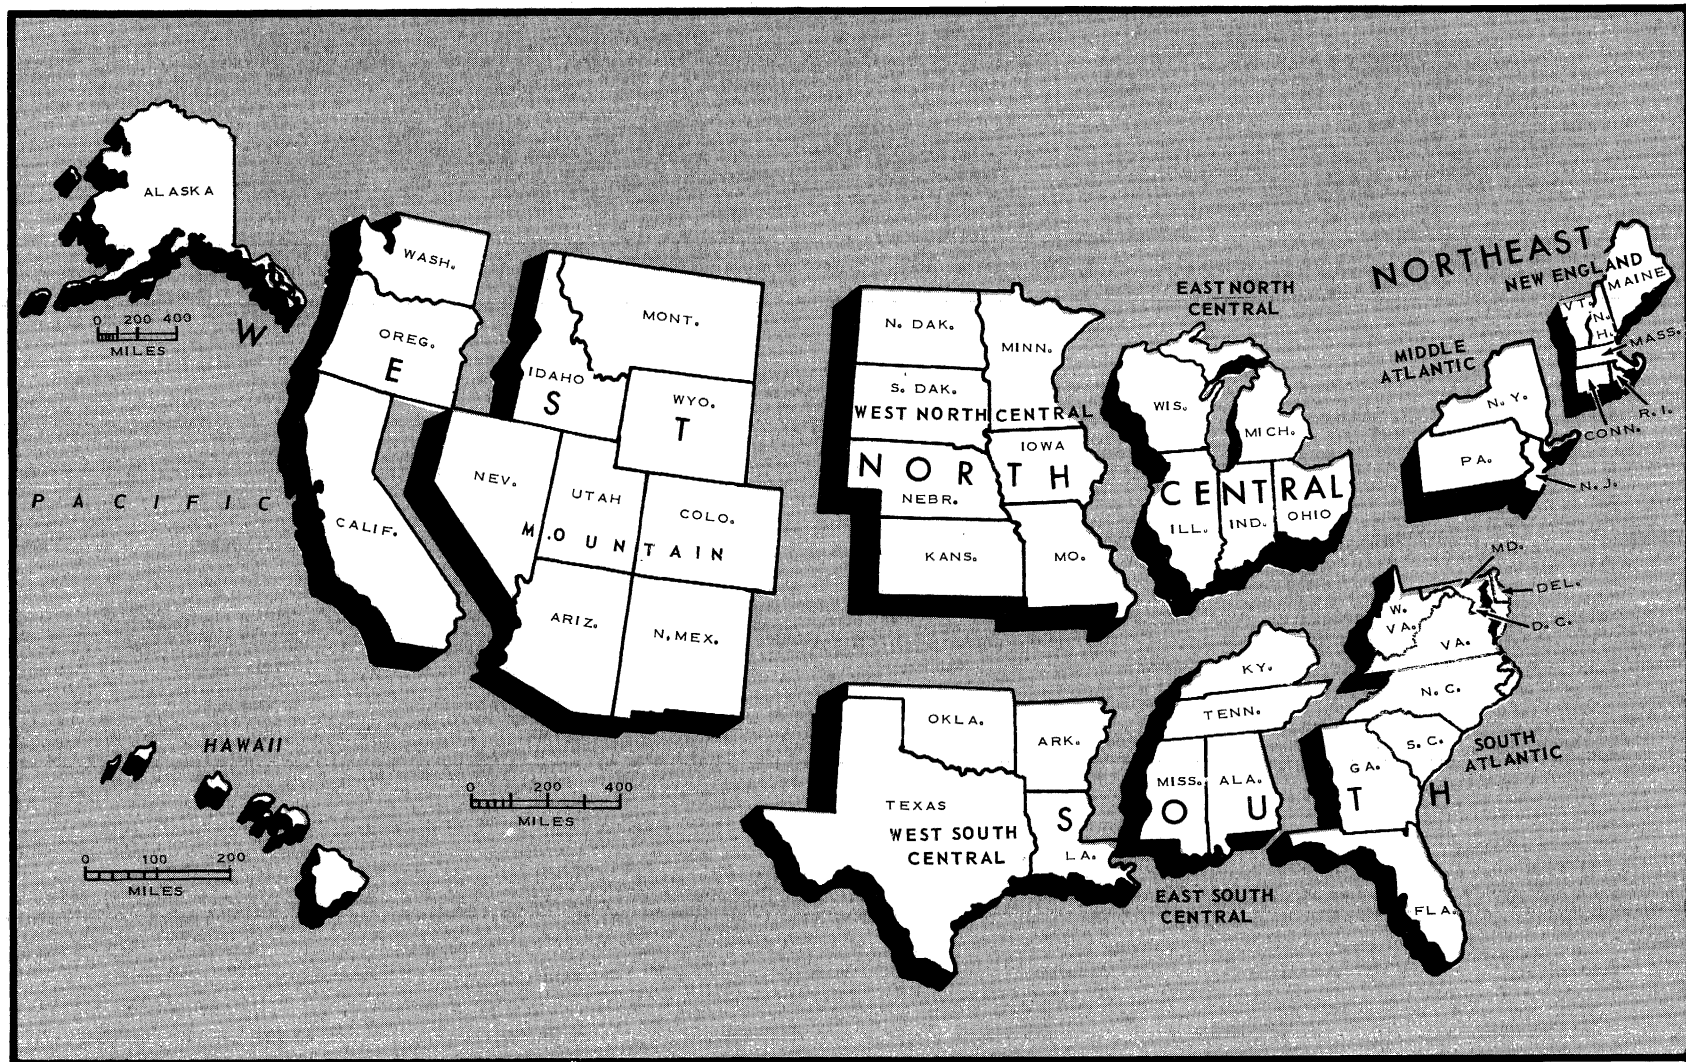 ALASKA
0 200 400
MILES
W
E
S
T
PACIFIC
WASH.
OREG.
CALIF.
MONT.
IDAHO
WYO.
NEV.
UTAH
COLO.
MOUNTAIN
ARIZ.
N. MEX.
HAWAII
0 100 200
MILES
0 200 400
MILES
N. DAK.
MINN.
S. DAK.
WEST NORTH CENTRAL
IOWA
NORTH
NEBR.
KANS.
MO.
EAST NORTH
CENTRAL
WIS.
MICH.
CENTRAL
ILL.
IND.
OHIO
NORTHEAST
NEW ENGLAND
MAINE
VT.
N.
H.
MASS.
R. I.
CONN.
MIDDLE
ATLANTIC
N. Y.
PA.
N. J.
MD.
DEL.
D. C.
W.
VA.
VA.
N. C.
S. C.
SOUTH
ATLANTIC
GA.
FLA.
KY.
TENN.
MISS.
ALA.
SOUTH
EAST SOUTH
CENTRAL
OKLA.
ARK.
TEXAS
WEST SOUTH
CENTRAL
LA.